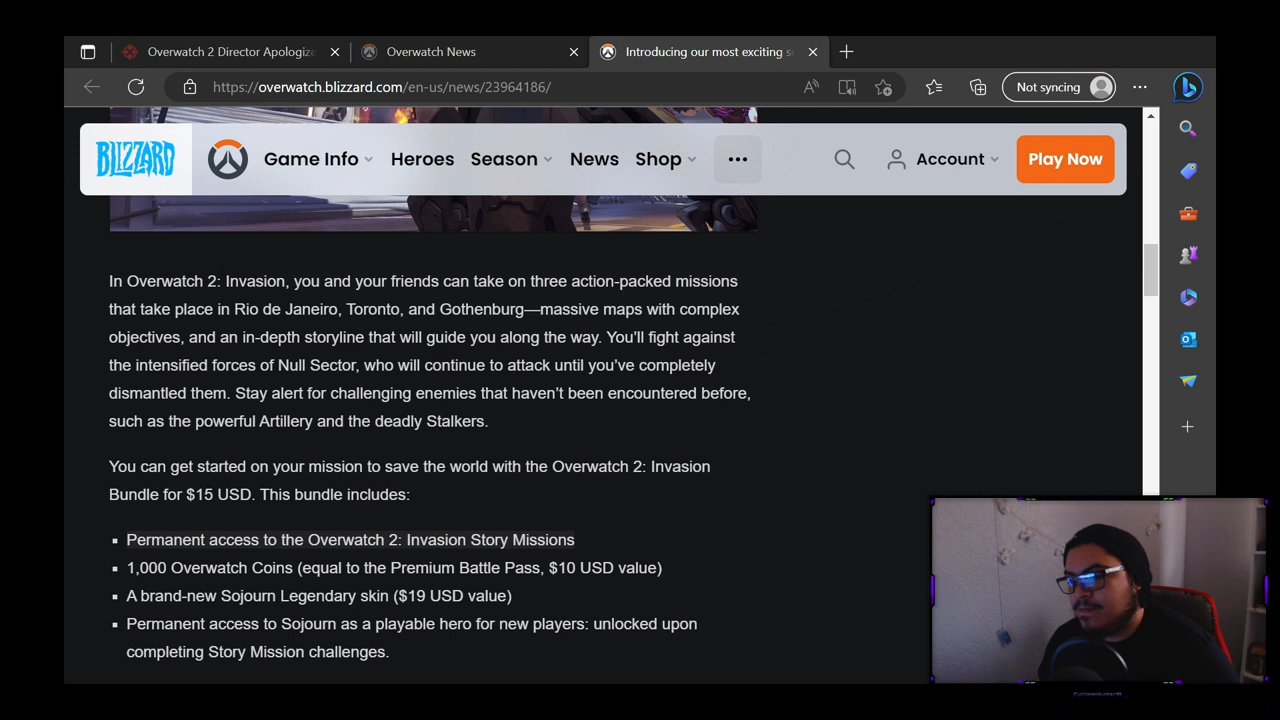 Overwatch 2 Director Apologize
Overwatch News
Introducing our most exciting s
https://overwatch.blizzard.com/en-us/news/23964186/
Not syncing
BLIZZARD
Game Info
Heroes
Season
News
Shop
Account
Play Now
In Overwatch 2: Invasion, you and your friends can take on three action-packed missions
that take place in Rio de Janeiro, Toronto, and Gothenburg—massive maps with complex
objectives, and an in-depth storyline that will guide you along the way. You’ll fight against
the intensified forces of Null Sector, who will continue to attack until you’ve completely
dismantled them. Stay alert for challenging enemies that haven’t been encountered before,
such as the powerful Artillery and the deadly Stalkers.
You can get started on your mission to save the world with the Overwatch 2: Invasion
Bundle for $15 USD. This bundle includes:
Permanent access to the Overwatch 2: Invasion Story Missions
1,000 Overwatch Coins (equal to the Premium Battle Pass, $10 USD value)
A brand-new Sojourn Legendary skin ($19 USD value)
Permanent access to Sojourn as a playable hero for new players: unlocked upon
completing Story Mission challenges.